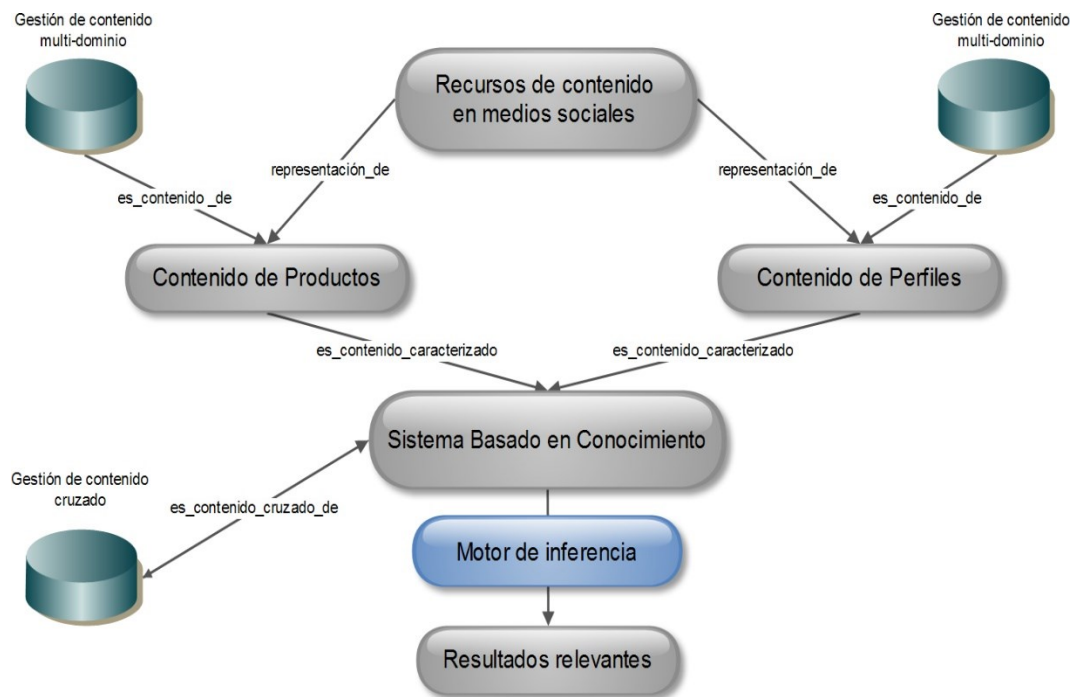 Gestión de contenido
multi-dominio
Gestión de contenido
multi-dominio
Recursos de contenido
en medios sociales
representación_de
representación_de
es_contenido _de
es_contenido_de
Contenido de Productos
Contenido de Perfiles
es_contenido_caracterizado
es_contenido_caracterizado
Sistema Basado en Conocimiento
Gestión de contenido
cruzado
es_contenido_cruzado_de
Motor de inferencia
Resultados relevantes